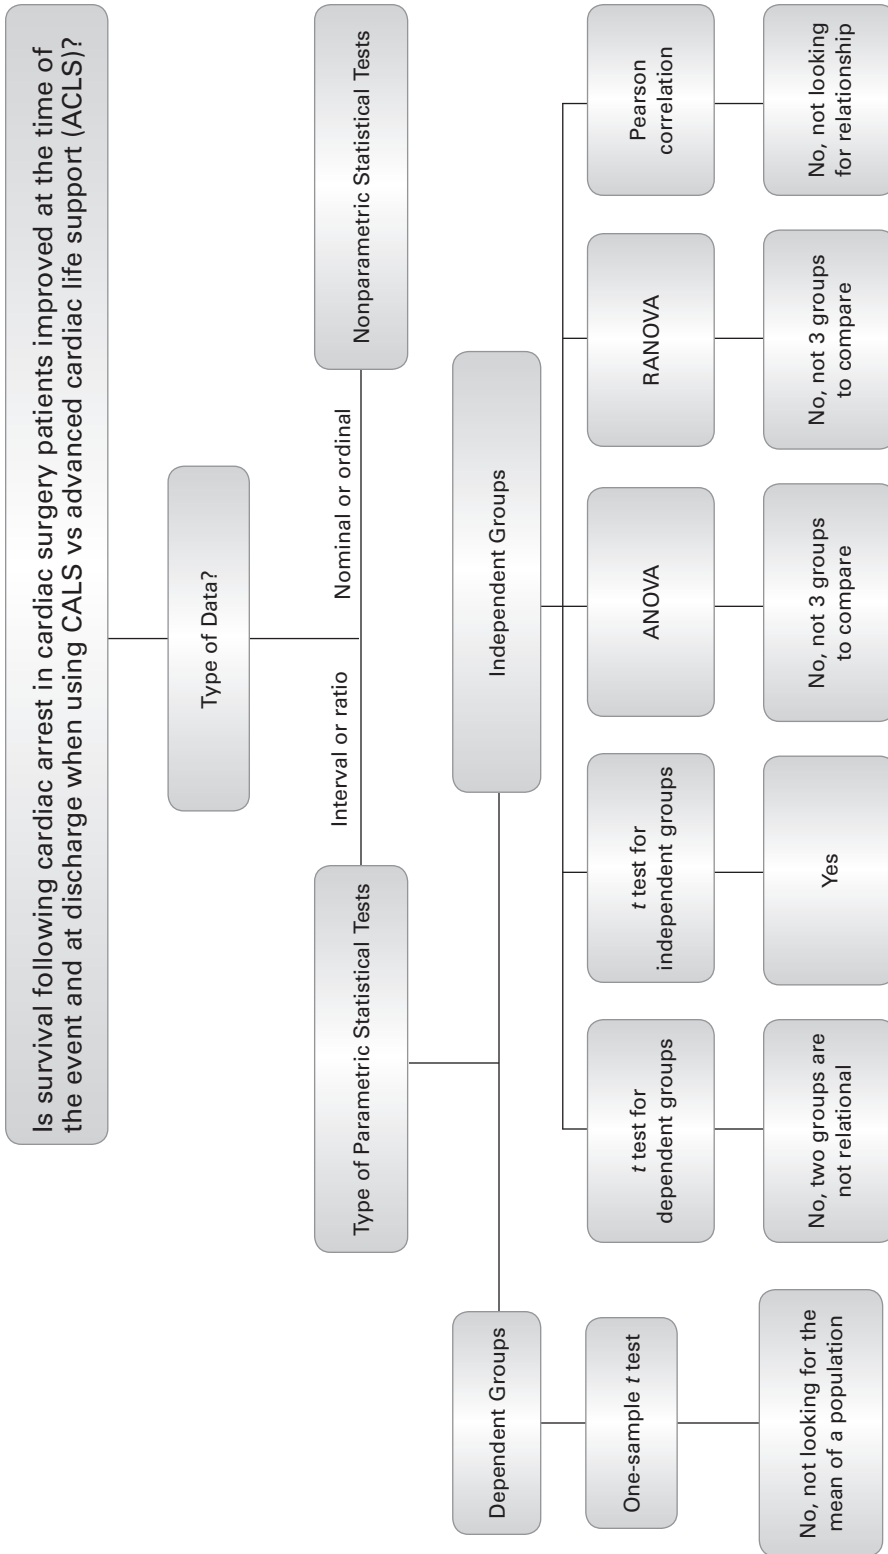 Is survival following cardiac arrest in cardiac surgery patients improved at the time of
the event and at discharge when using CALS vs advanced cardiac life support (ACLS)?
Type of Data?
Interval or ratio
Nominal or ordinal
Type of Parametric Statistical Tests
Nonparametric Statistical Tests
Dependent Groups
Independent Groups
One-sample t test
t test for
dependent groups
t test for
independent groups
ANOVA
RANOVA
Pearson
correlation
No, not looking for the
mean of a population
No, two groups are
not relational
Yes
No, not 3 groups
to compare
No, not 3 groups
to compare
No, not looking
for relationship